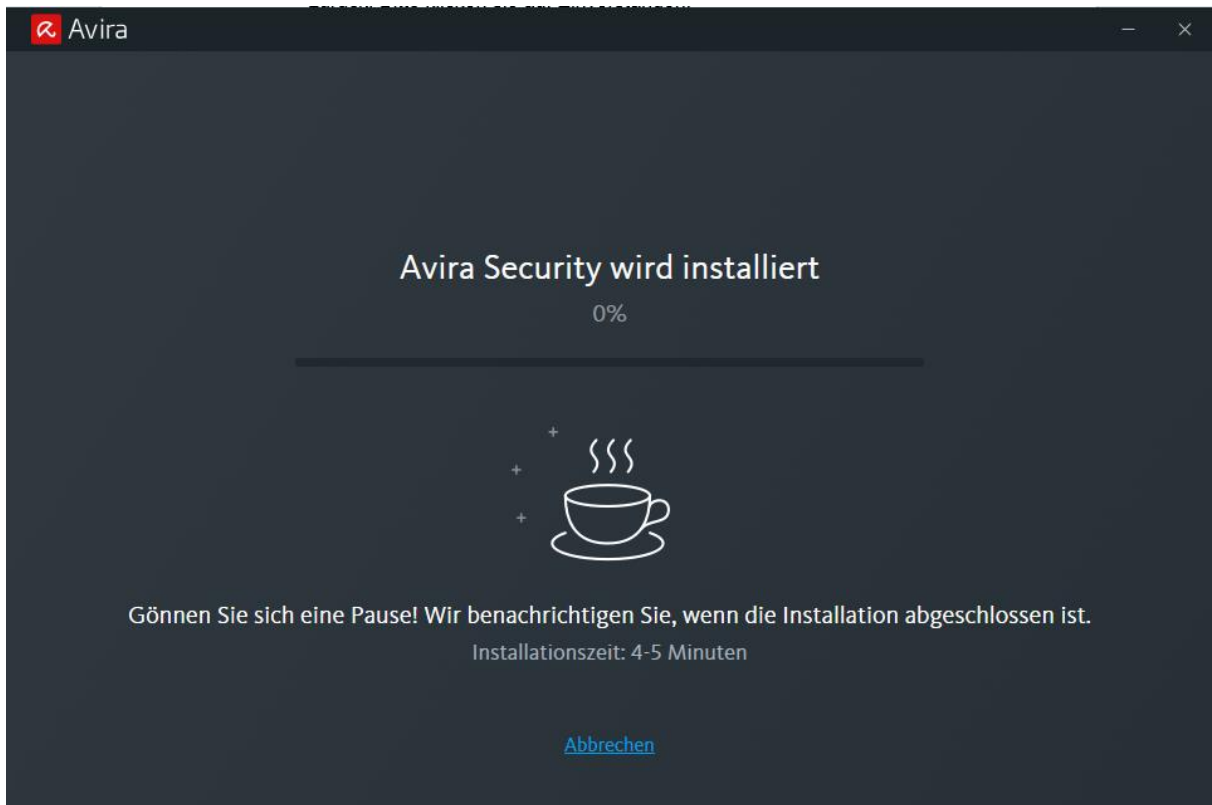 Avira
Avira Security wird installiert
0%
Gönnen Sie sich eine Pause! Wir benachrichtigen Sie, wenn die Installation abgeschlossen ist.
Installationszeit: 4-5 Minuten
Abbrechen